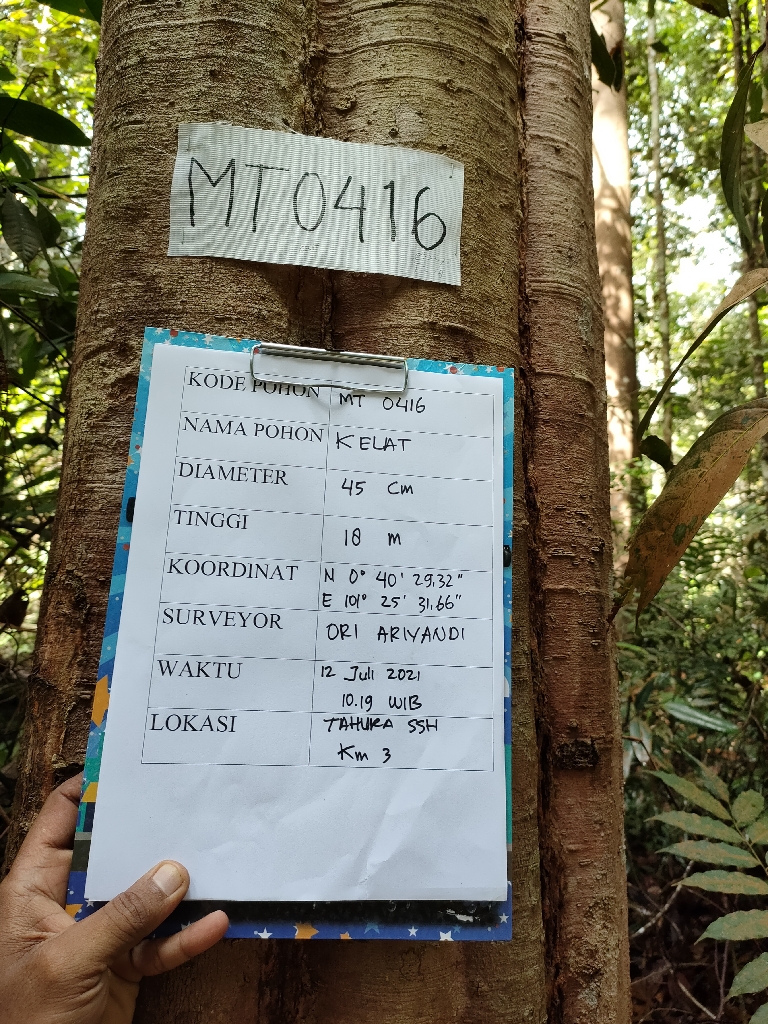 MT0416
KODE POHON MT 0416
NAMA POHON KELAT
DIAMETER 45 Cm
TINGGI 18 m
KOORDINAT N 0° 40' 29,32"
E 101° 25' 31,66"
SURVEYOR ORI ARIYANDI
WAKTU 12 Juli 2021
10.19 WIB
LOKASI TAHURA SSH
Km 3